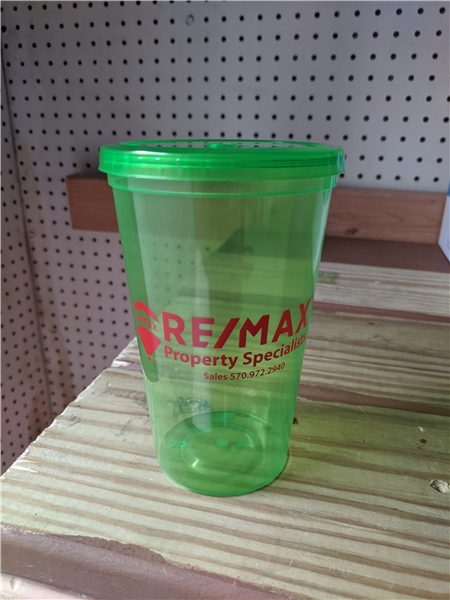 RE/MAX
Property Specialists
Sales 570.972.2940